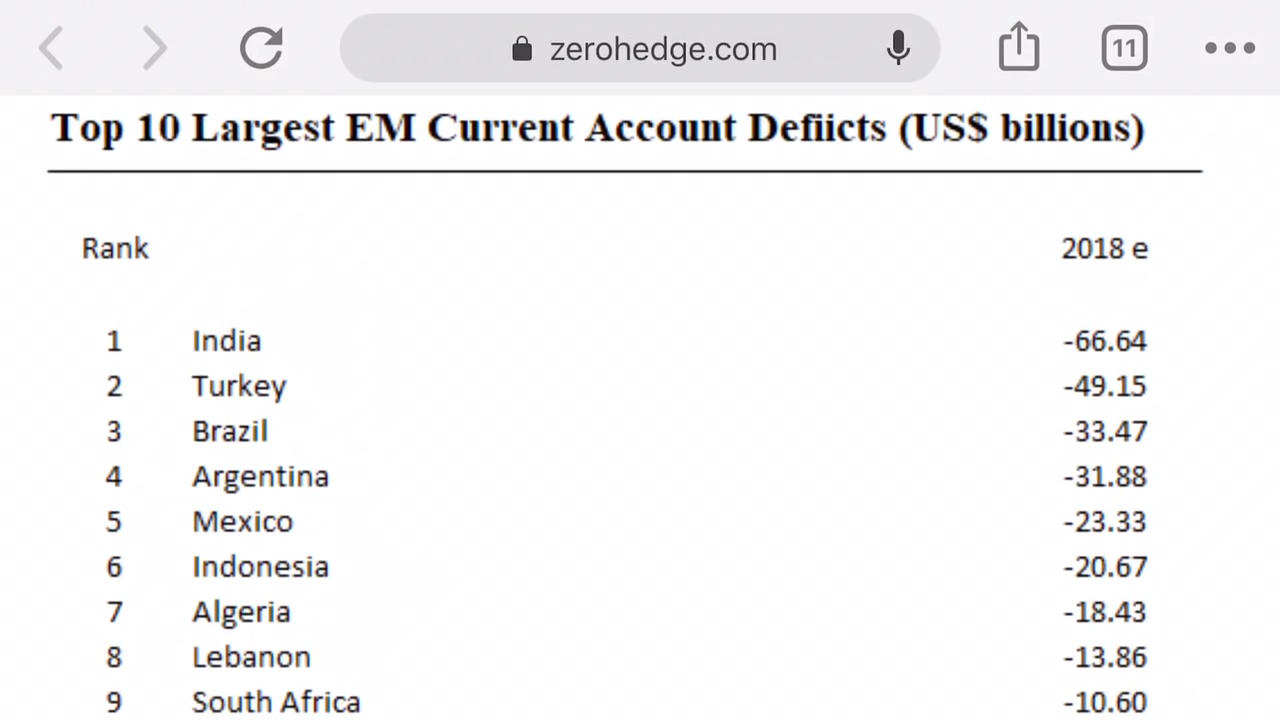 zerohedge.com
11
Top 10 Largest EM Current Account Defiicts (US$ billions)
Rank 2018 e
1 India -66.64
2 Turkey -49.15
3 Brazil -33.47
4 Argentina -31.88
5 Mexico -23.33
6 Indonesia -20.67
7 Algeria -18.43
8 Lebanon -13.86
9 South Africa -10.60